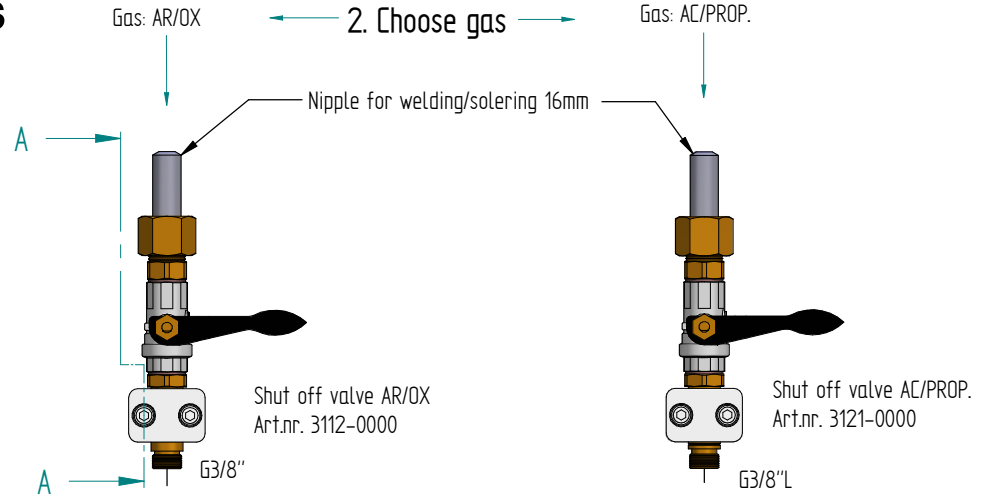 s
Gas: AR/OX
2. Choose gas
Gas: AC/PROP.
Nipple for welding/solering 16mm
A
Shut off valve AR/OX
Art.nr. 3112-0000
Shut off valve AC/PROP.
Art.nr. 3121-0000
A
G3/8"
G3/8"L